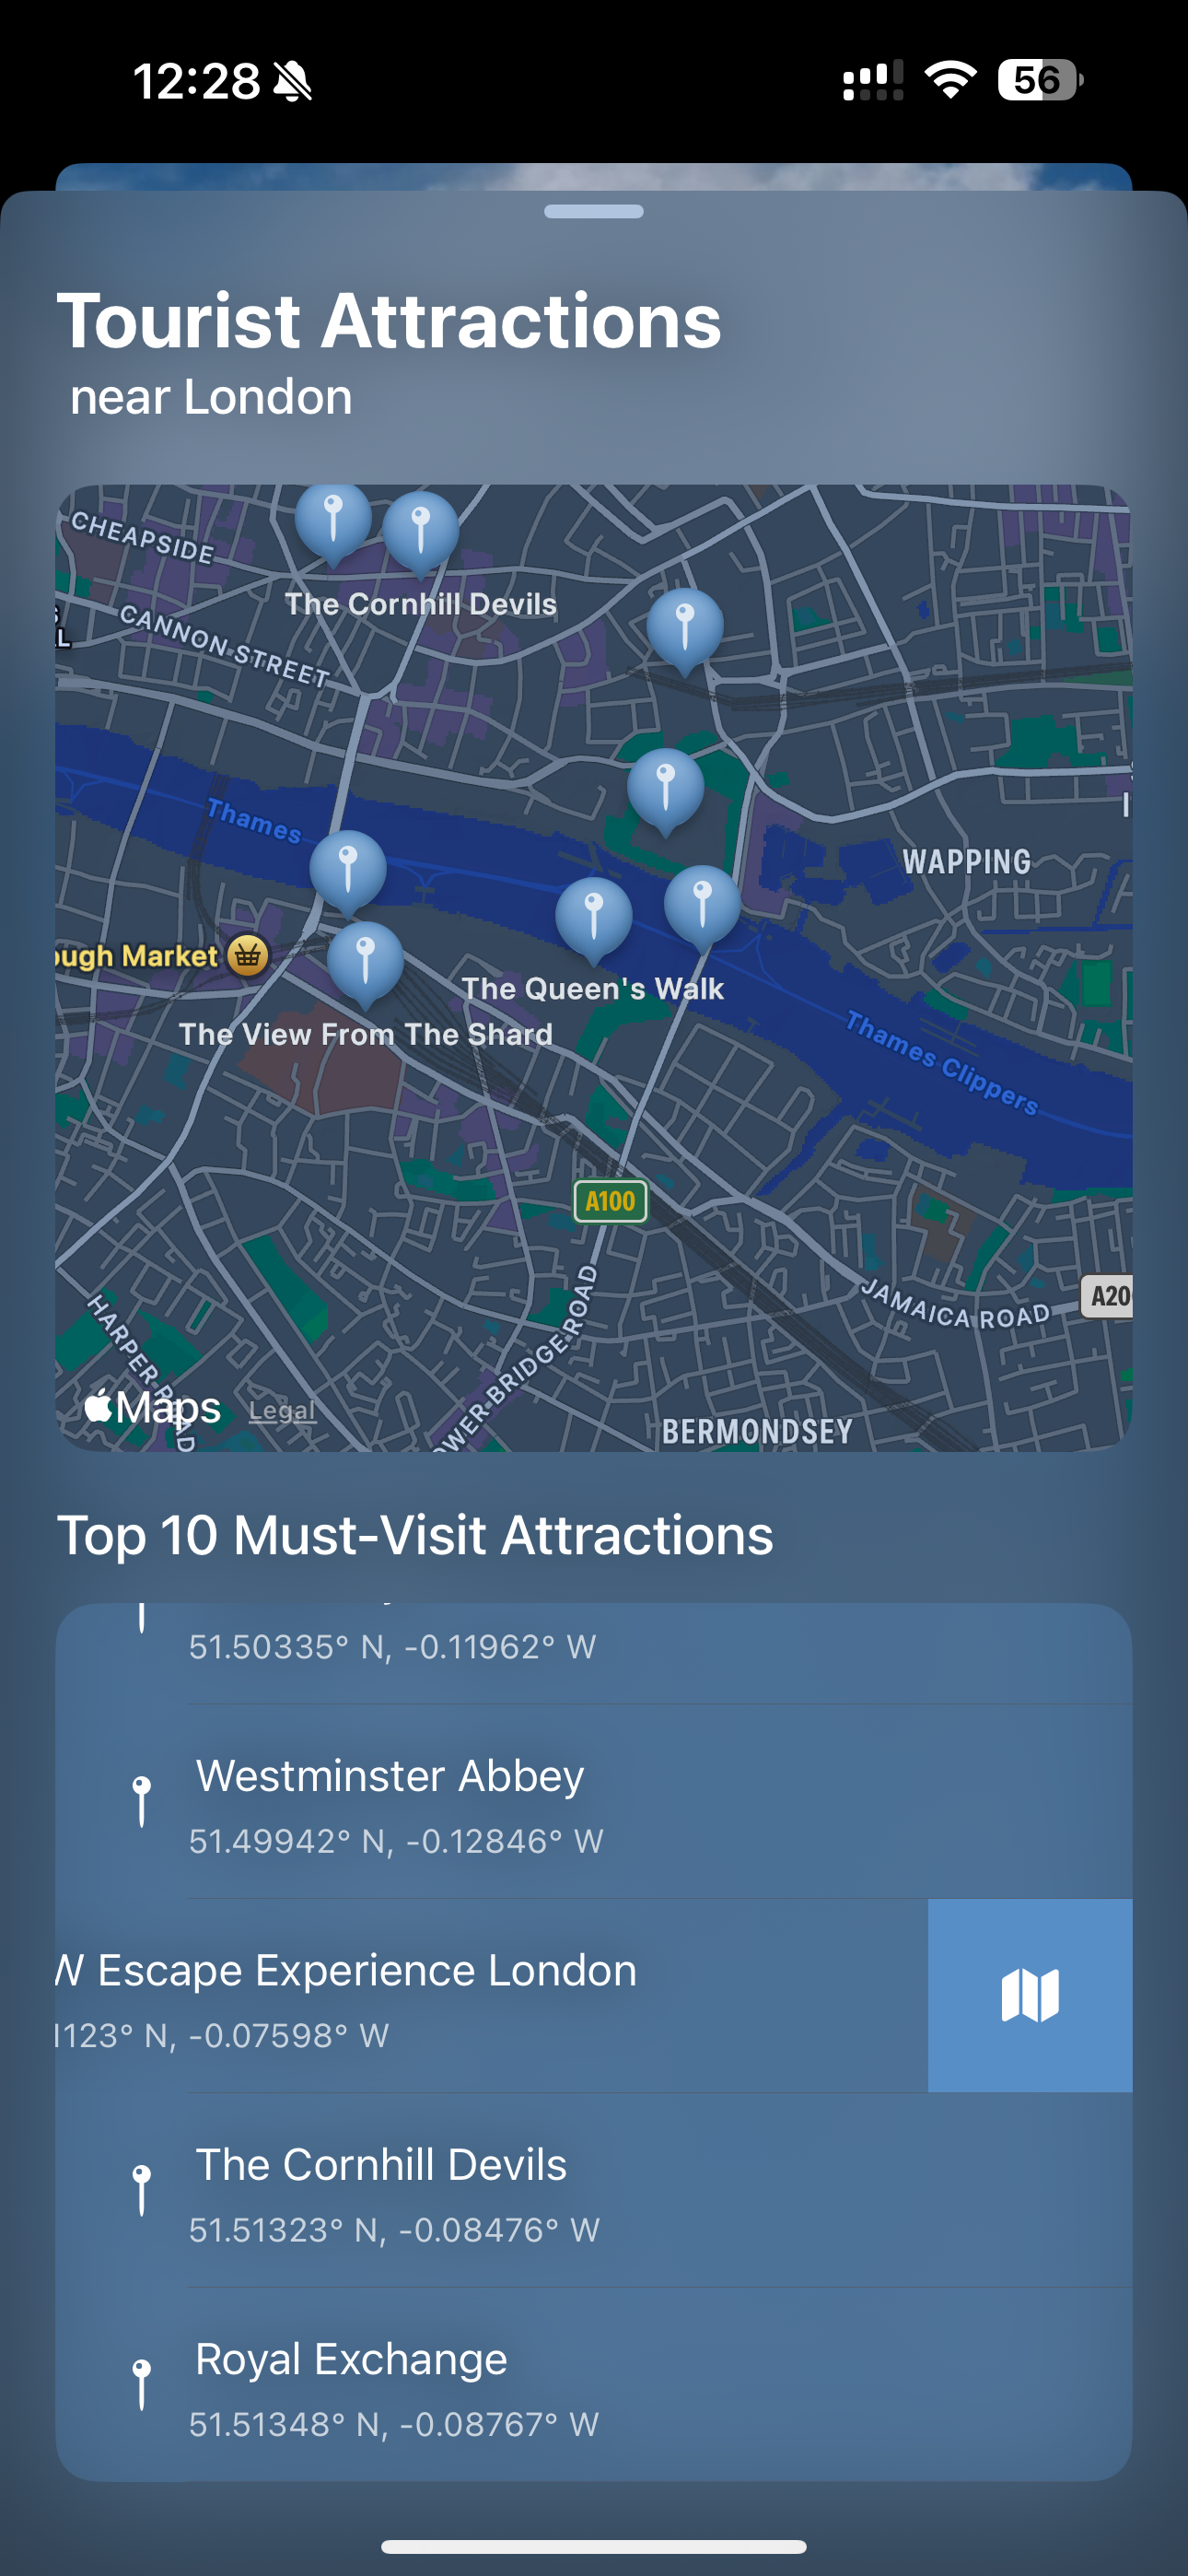 12:28
56
Tourist Attractions
near London
CHEAPSIDE
The Cornhill Devils
CANNON STREET
Thames
WAPPING
ough Market
The Queen's Walk
The View From The Shard
Thames Clippers
A100
JAMAICA ROAD
A20
HARPER ROAD
OWER BRIDGE ROAD
Maps
Legal
BERMONDSEY
Top 10 Must-Visit Attractions
51.50335° N, -0.11962° W
Westminster Abbey
51.49942° N, -0.12846° W
W Escape Experience London
1123° N, -0.07598° W
The Cornhill Devils
51.51323° N, -0.08476° W
Royal Exchange
51.51348° N, -0.08767° W